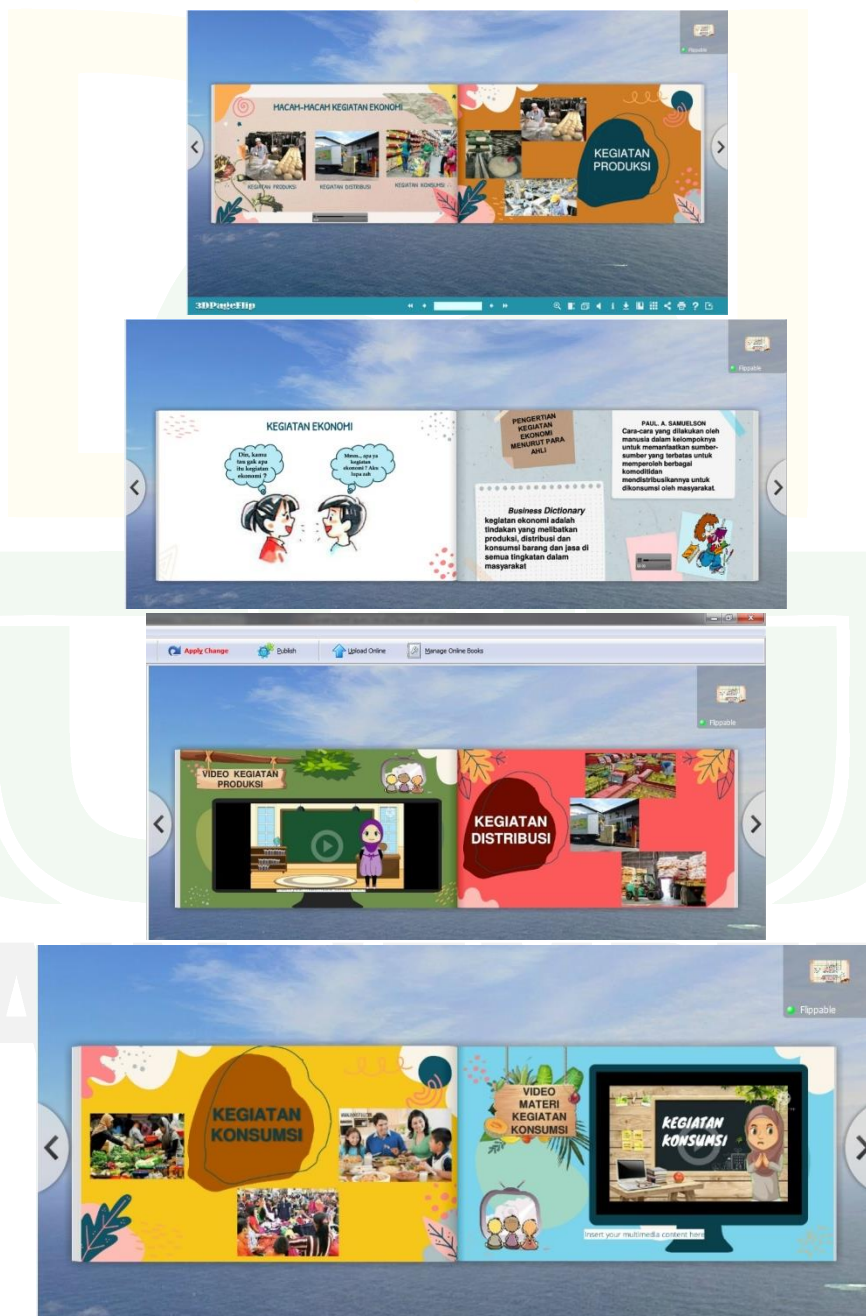 Flippable
MACAM-MACAM KEGIATAN EKONOMI
KEGIATAN PRODUKSI
KEGIATAN DISTRIBUSI
KEGIATAN KONSUMSI
KEGIATAN
PRODUKSI
3DPageFlip
Flippable
KEGIATAN EKONOMI
Din, kamu
tau gak apa
itu kegiatan
ekonomi ?
Mmm... apa ya
kegiatan
ekonomi ? Aku
lupa
PENGERTIAN
KEGIATAN
EKONOMI
MENURUT PARA
AHLI
Business Dictionary
kegiatan ekonomi adalah
tindakan yang melibatkan
produksi, distribusi dan
konsumsi barang dan jasa di
semua tingkatan dalam
masyarakat
PAUL. A. SAMUELSON
Cara-cara yang dilakukan oleh
manusia dalam kelompoknya
untuk memanfaatkan sumber-
sumber yang terbatas untuk
memperoleh berbagai
komoditidan
mendistribusikannya untuk
dikonsumsi oleh masyarakat.
Apply Change
Publish
Upload Online
Manage Online Books
Flippable
VIDEO KEGIATAN
PRODUKSI
KEGIATAN
DISTRIBUSI
Flippable
KEGIATAN
KONSUMSI
VIDEO
MATERI
KEGIATAN
KONSUMSI
KEGIATAN
KONSUMSI
Insert your multimedia content here